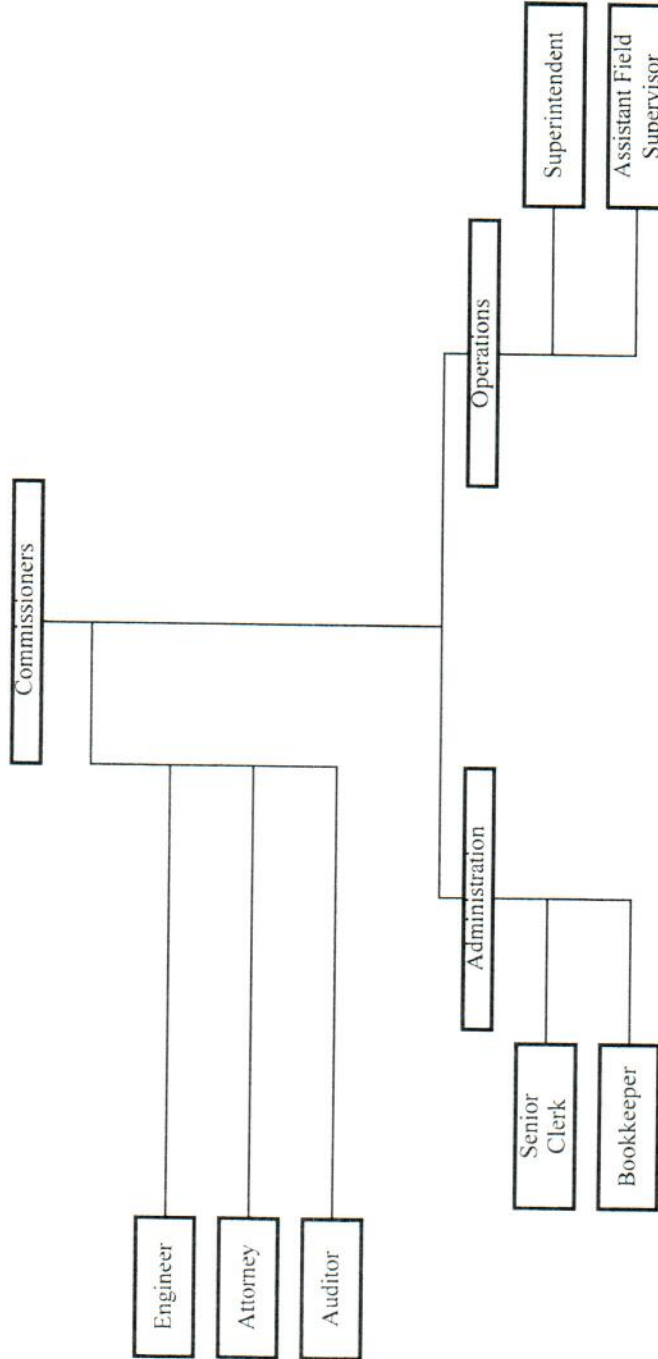 Commissioners
Engineer
Attorney
Auditor
Administration
Operations
Senior
Clerk
Bookkeeper
Superintendent
Assistant Field
Supervisor